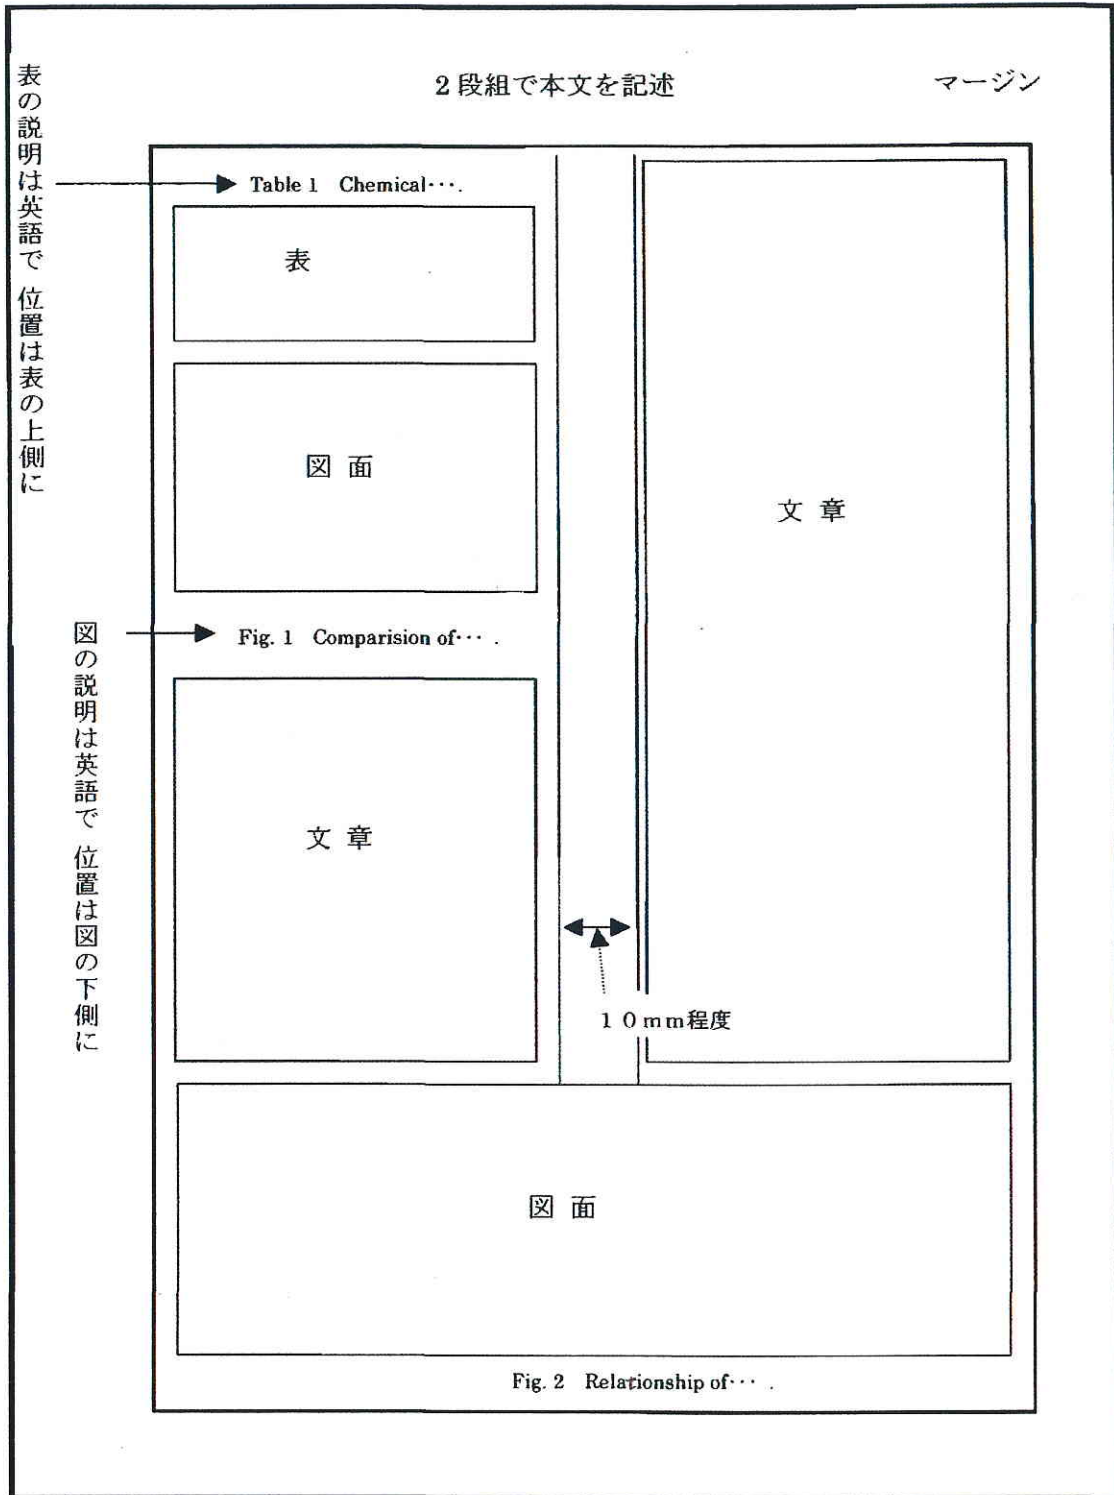 2段組で本文を記述
マージン
表の説明は英語で 位置は表の上側に
Table 1 Chemical･･･.
表
図 面
文 章
図の説明は英語で 位置は図の下側に
Fig. 1 Comparision of･･･ .
文 章
１０mm程度
図 面
Fig. 2 Relationship of･･･ .